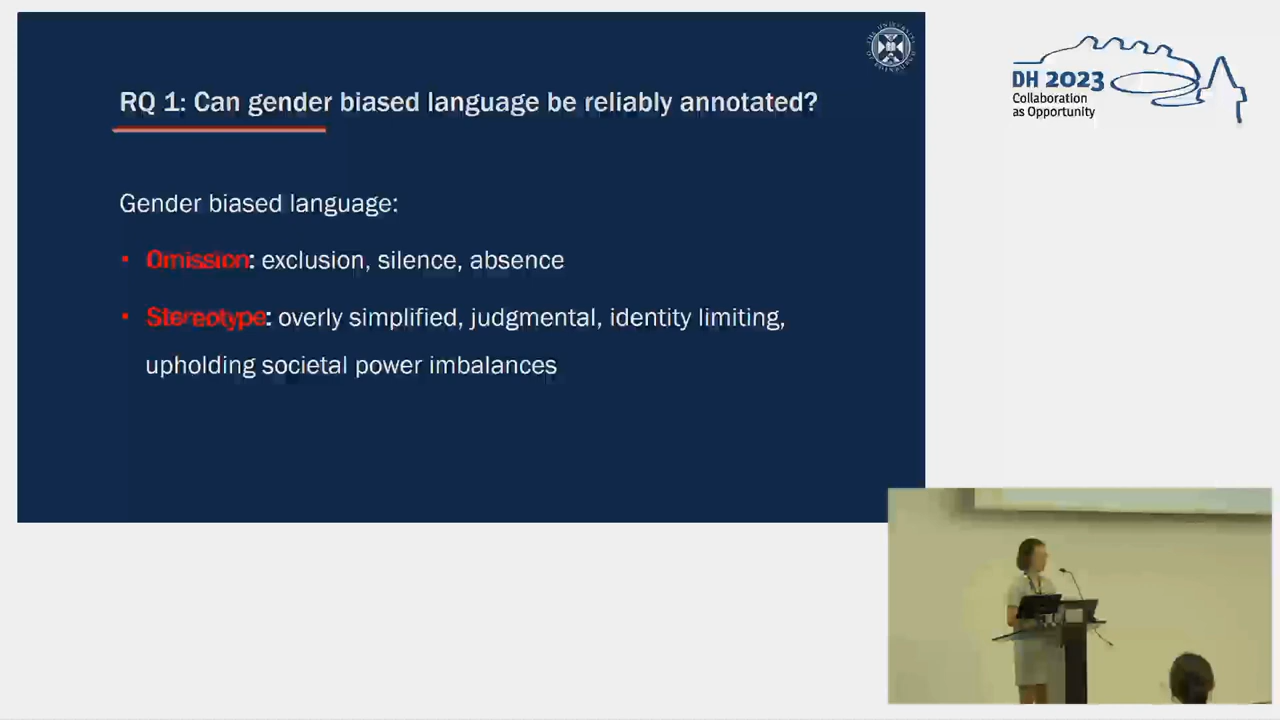 RQ 1: Can gender biased language be reliably annotated?
Gender biased language:
• Omission: exclusion, silence, absence
• Stereotype: overly simplified, judgmental, identity limiting,
upholding societal power imbalances
DH 2023
Collaboration
as Opportunity